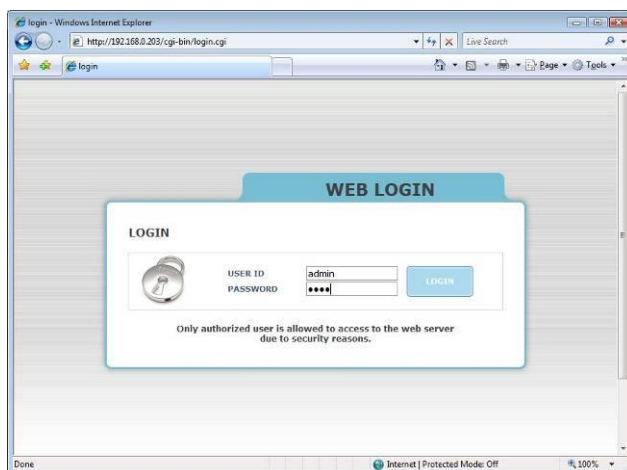 login - Windows Internet Explorer
http://192.168.0.203/cgi-bin/login.cgi
Live Search
login
Page Tools
WEB LOGIN
LOGIN
USER ID admin
PASSWORD ••••
LOGIN
Only authorized user is allowed to access to the web server
due to security reasons.
Done Internet | Protected Mode: Off 100%